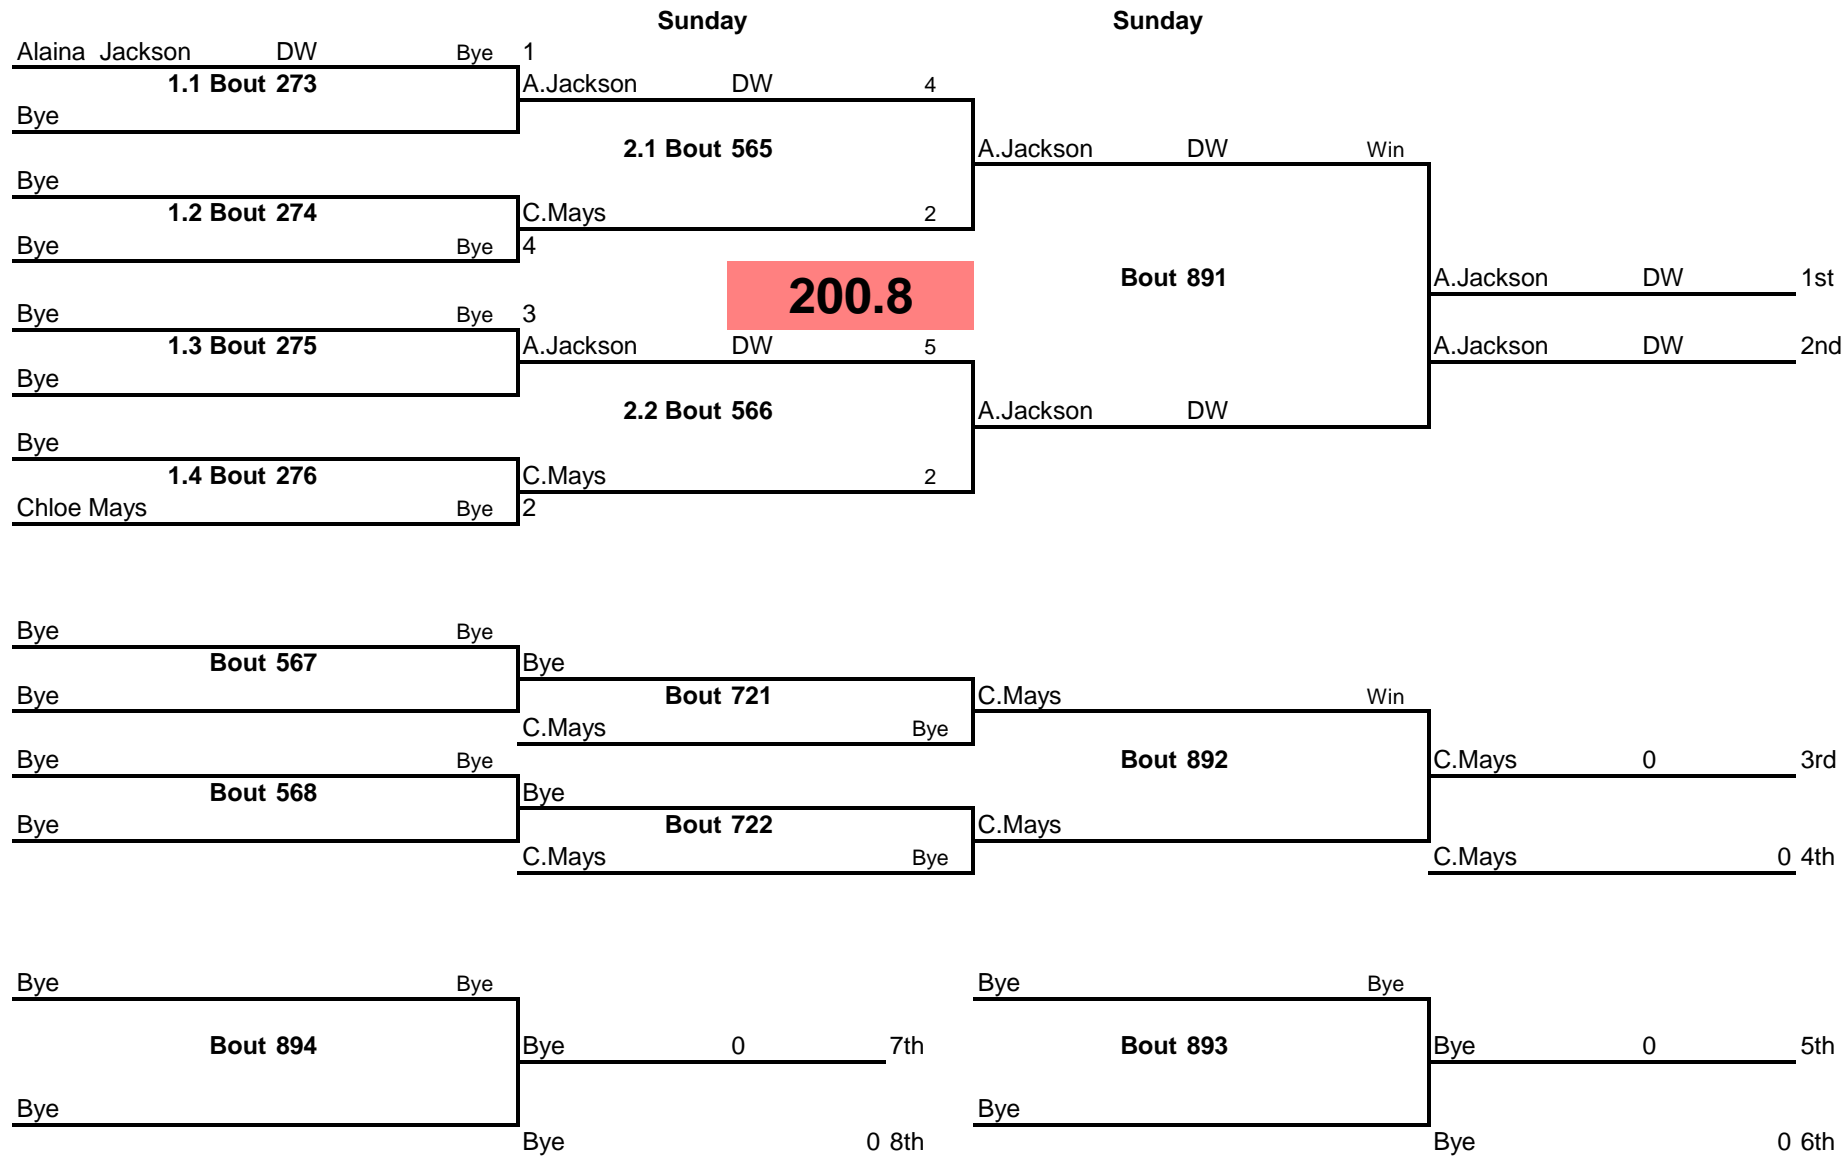 Sunday Sunday
Alaina Jackson DW Bye 1
1.1 Bout 273 A.Jackson DW 4
Bye
2.1 Bout 565 A.Jackson DW Win
Bye
1.2 Bout 274 C.Mays 2
Bye Bye 4
200.8 Bout 891 A.Jackson DW 1st
Bye Bye 3
1.3 Bout 275 A.Jackson DW 5 A.Jackson DW 2nd
Bye
2.2 Bout 566 A.Jackson DW
Bye
1.4 Bout 276 C.Mays 2
Chloe Mays Bye 2
Bye Bye
Bout 567 Bye
Bye Bout 721 C.Mays Win
C.Mays Bye
Bye Bye Bout 892 C.Mays 0 3rd
Bout 568 Bye
Bye Bout 722 C.Mays
C.Mays Bye C.Mays 0 4th
Bye Bye Bye Bye
Bout 894 Bye 0 7th Bout 893 Bye 0 5th
Bye Bye
Bye 0 8th Bye 0 6th